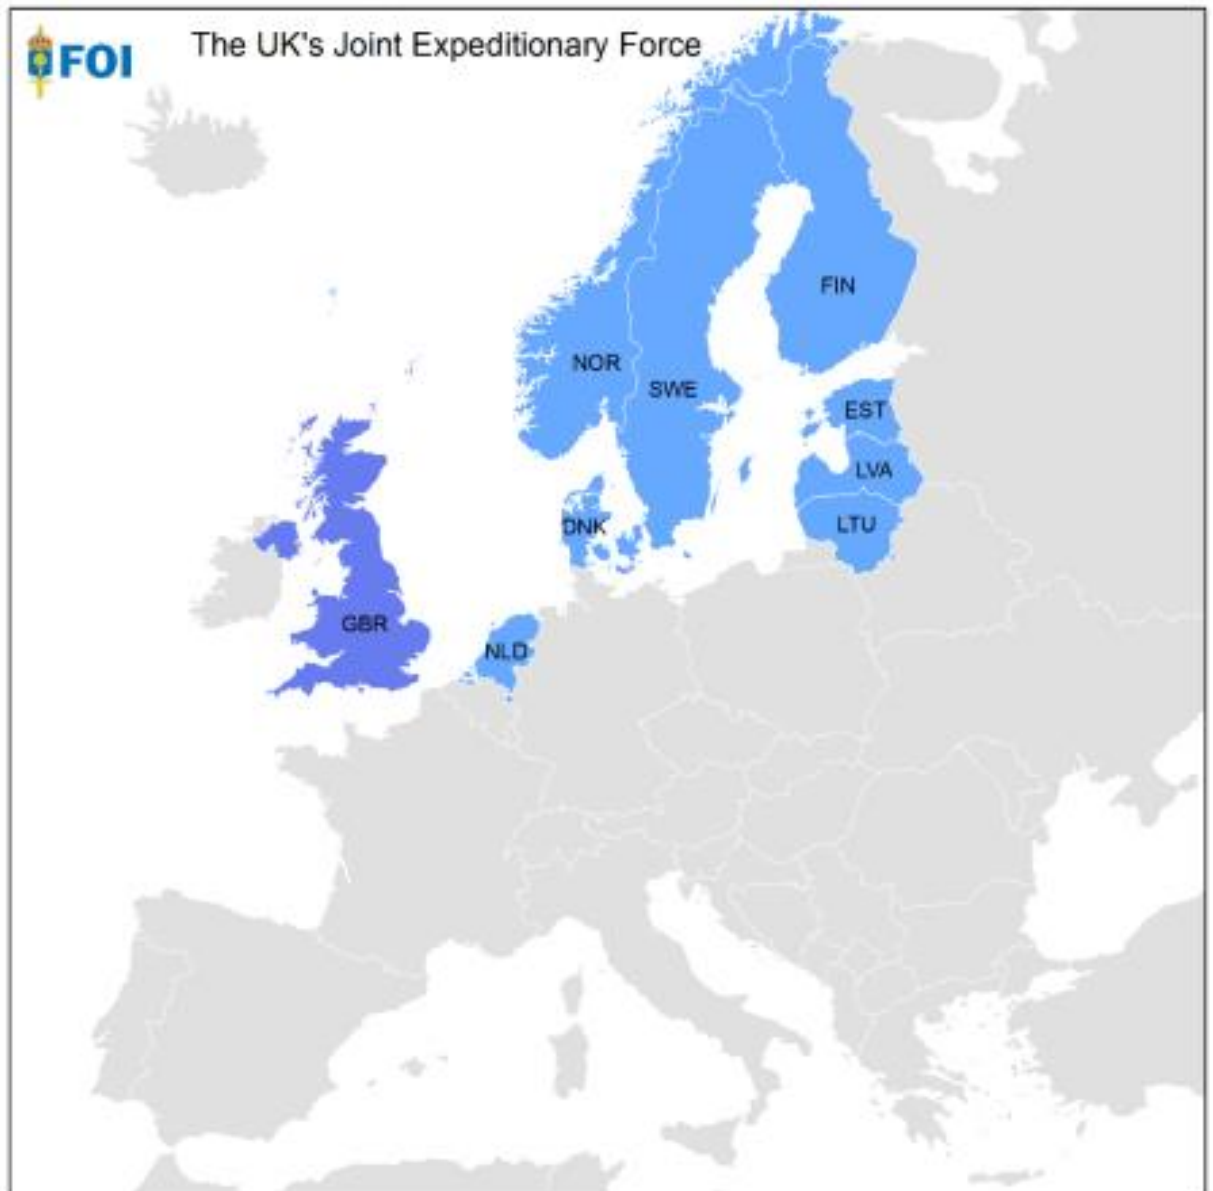 FOI
The UK's Joint Expeditionary Force
FIN
NOR
SWE
EST
LVA
LTU
DNK
GBR
NLD